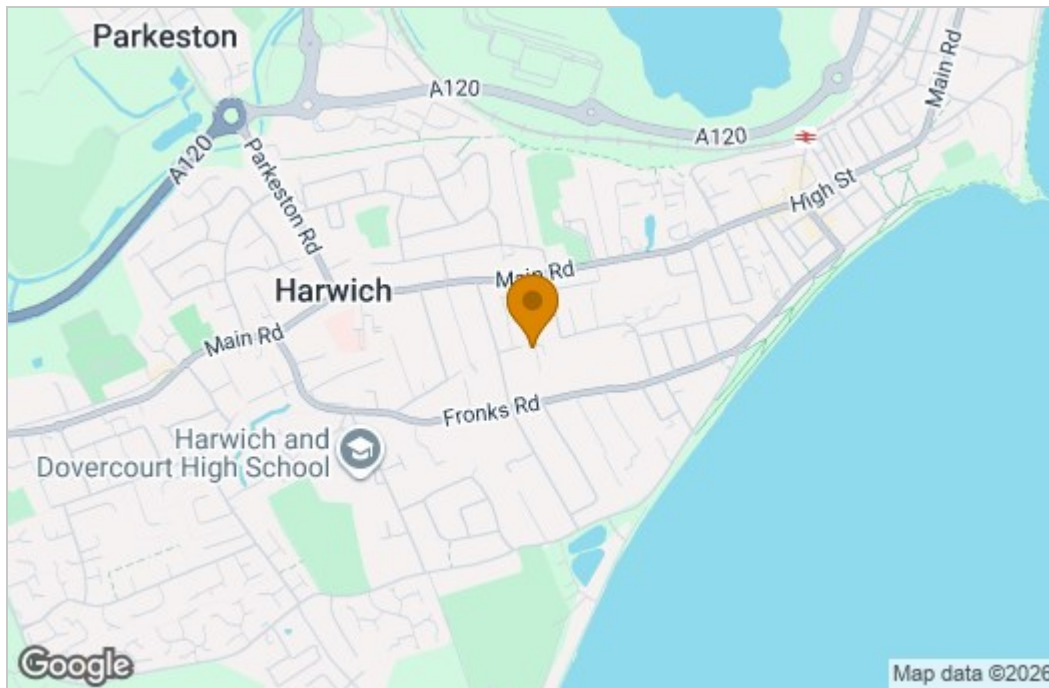 Parkeston
A120
Main Rd
A120
A120
Parkeston Rd
High St
Main Rd
Harwich
Main Rd
Fronks Rd
Harwich and
Dovercourt High School
Google
Map data ©2026